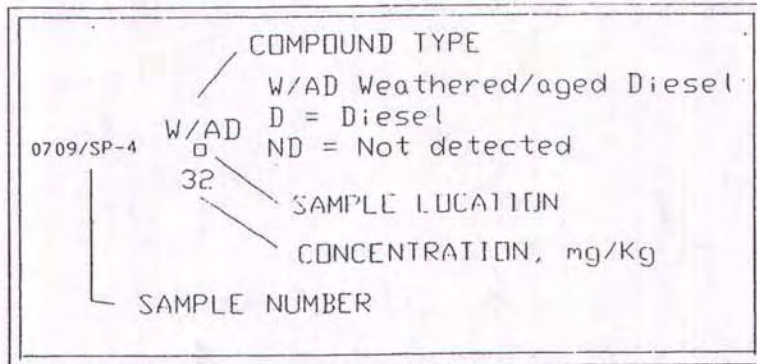 COMPOUND TYPE
W/AD Weathered/aged Diesel
W/AD D = Diesel
0709/SP-4 ND = Not detected
32
SAMPLE LOCATION
CONCENTRATION, mg/Kg
SAMPLE NUMBER